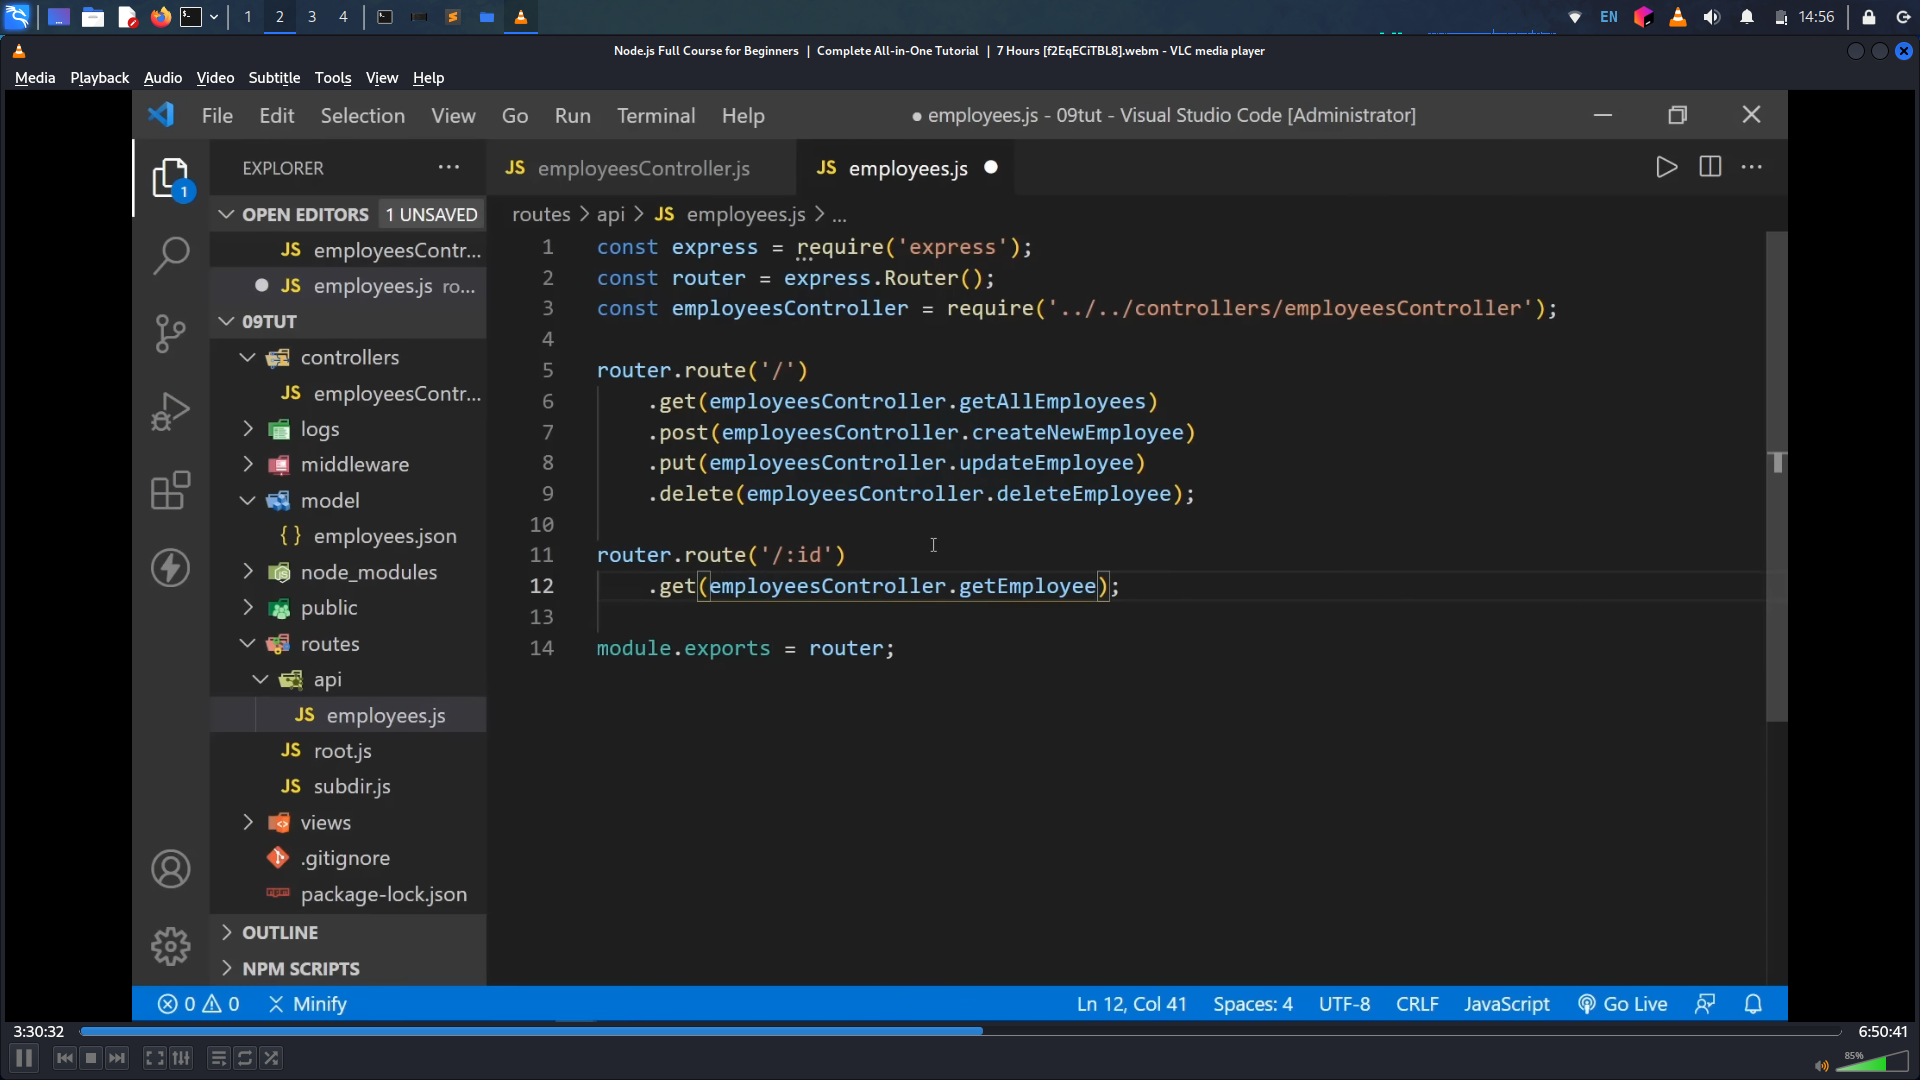 1 2 3 4 EN 14:56
Node.js Full Course for Beginners | Complete All-in-One Tutorial | 7 Hours [f2EqECiTBL8].webm - VLC media player
Media Playback Audio Video Subtitle Tools View Help
File Edit Selection View Go Run Terminal Help ● employees.js - 09tut - Visual Studio Code [Administrator]
EXPLORER ...
JS employeesController.js JS employees.js ●
1
OPEN EDITORS 1 UNSAVED
JS employeesContr...
● JS employees.js ro...
09TUT
controllers
JS employeesContr...
logs
middleware
model
{ } employees.json
node_modules
public
routes
api
JS employees.js
JS root.js
JS subdir.js
views
.gitignore
npm package-lock.json
OUTLINE
NPM SCRIPTS
routes > api > JS employees.js > ...
1 const express = require('express');
2 const router = express.Router();
3 const employeesController = require('../../controllers/employeesController');
4
5 router.route('/')
6 .get(employeesController.getAllEmployees)
7 .post(employeesController.createNewEmployee)
8 .put(employeesController.updateEmployee)
9 .delete(employeesController.deleteEmployee);
10
11 router.route('/:id')
12 .get(employeesController.getEmployee);
13
14 module.exports = router;
0 0 Minify Ln 12, Col 41 Spaces: 4 UTF-8 CRLF JavaScript Go Live
3:30:32 6:50:41
85%